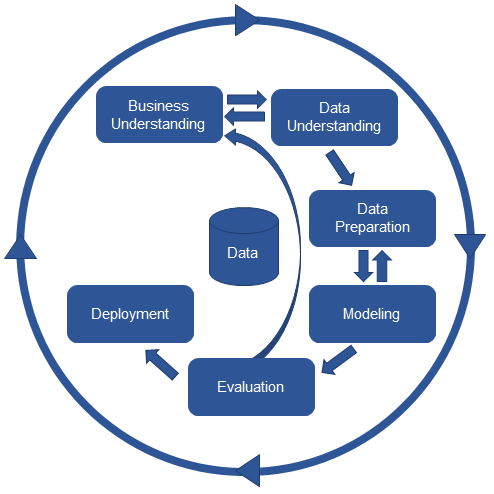 Business
Understanding
Data
Understanding
Data
Preparation
Data
Modeling
Deployment
Evaluation